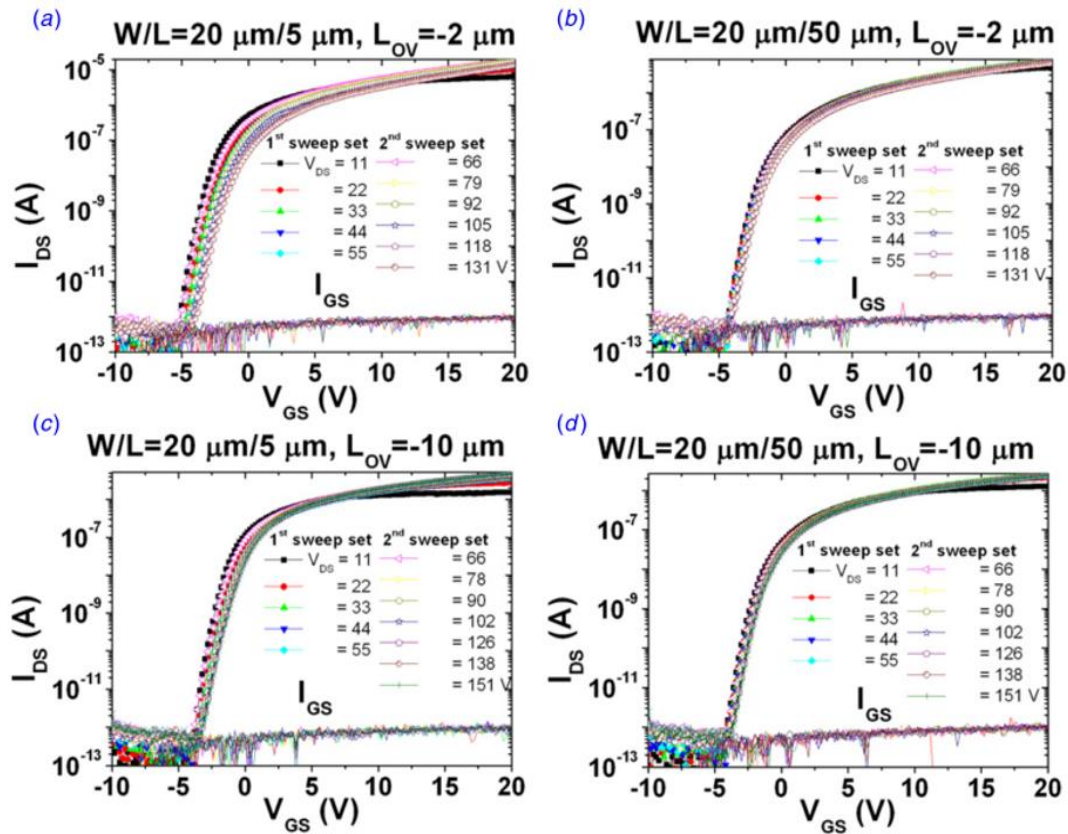 (a)
W/L=20 μm/5 μm, L_OV=-2 μm
10⁻⁵
10⁻⁷
10⁻⁹
10⁻¹¹
10⁻¹³
I_DS (A)
1st sweep set 2nd sweep set
V_DS = 11 = 66
= 22 = 79
= 33 = 92
= 44 = 105
= 55 = 118
= 131 V
I_GS
-10 -5 0 5 10 15 20
V_GS (V)
(b)
W/L=20 μm/50 μm, L_OV=-2 μm
10⁻⁷
10⁻⁹
10⁻¹¹
10⁻¹³
I_DS (A)
1st sweep set 2nd sweep set
V_DS = 11 = 66
= 22 = 79
= 33 = 92
= 44 = 105
= 55 = 118
= 131 V
I_GS
-10 -5 0 5 10 15 20
V_GS (V)
(c)
W/L=20 μm/5 μm, L_OV=-10 μm
10⁻⁷
10⁻⁹
10⁻¹¹
10⁻¹³
I_DS (A)
1st sweep set 2nd sweep set
V_DS = 11 = 66
= 22 = 78
= 33 = 90
= 44 = 102
= 55 = 126
= 138
= 151 V
I_GS
-10 -5 0 5 10 15 20
V_GS (V)
(d)
W/L=20 μm/50 μm, L_OV=-10 μm
10⁻⁷
10⁻⁹
10⁻¹¹
10⁻¹³
I_DS (A)
1st sweep set 2nd sweep set
V_DS = 11 = 66
= 22 = 78
= 33 = 90
= 44 = 102
= 55 = 126
= 138
= 151 V
I_GS
-10 -5 0 5 10 15 20
V_GS (V)